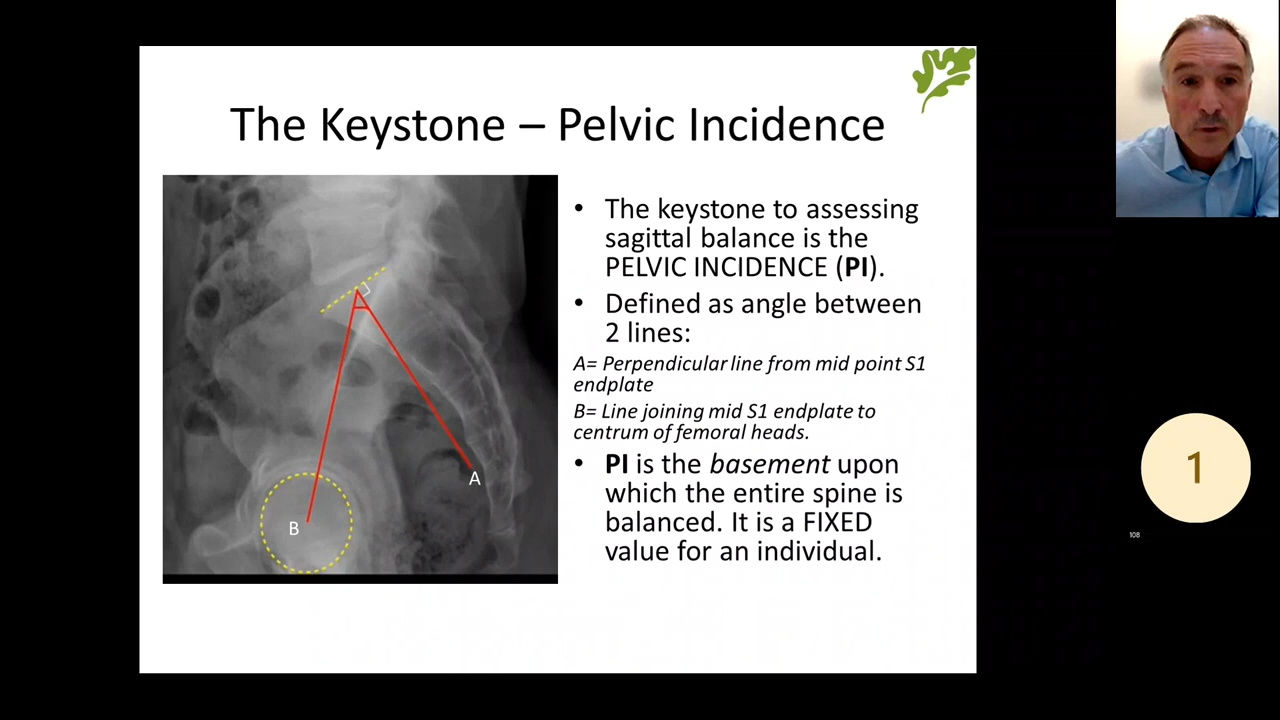 The Keystone – Pelvic Incidence
• The keystone to assessing
sagittal balance is the
PELVIC INCIDENCE (PI).
• Defined as angle between
2 lines:
A= Perpendicular line from mid point S1
endplate
B= Line joining mid S1 endplate to
centrum of femoral heads.
• PI is the basement upon
which the entire spine is
balanced. It is a FIXED
value for an individual.
A
B
1
108